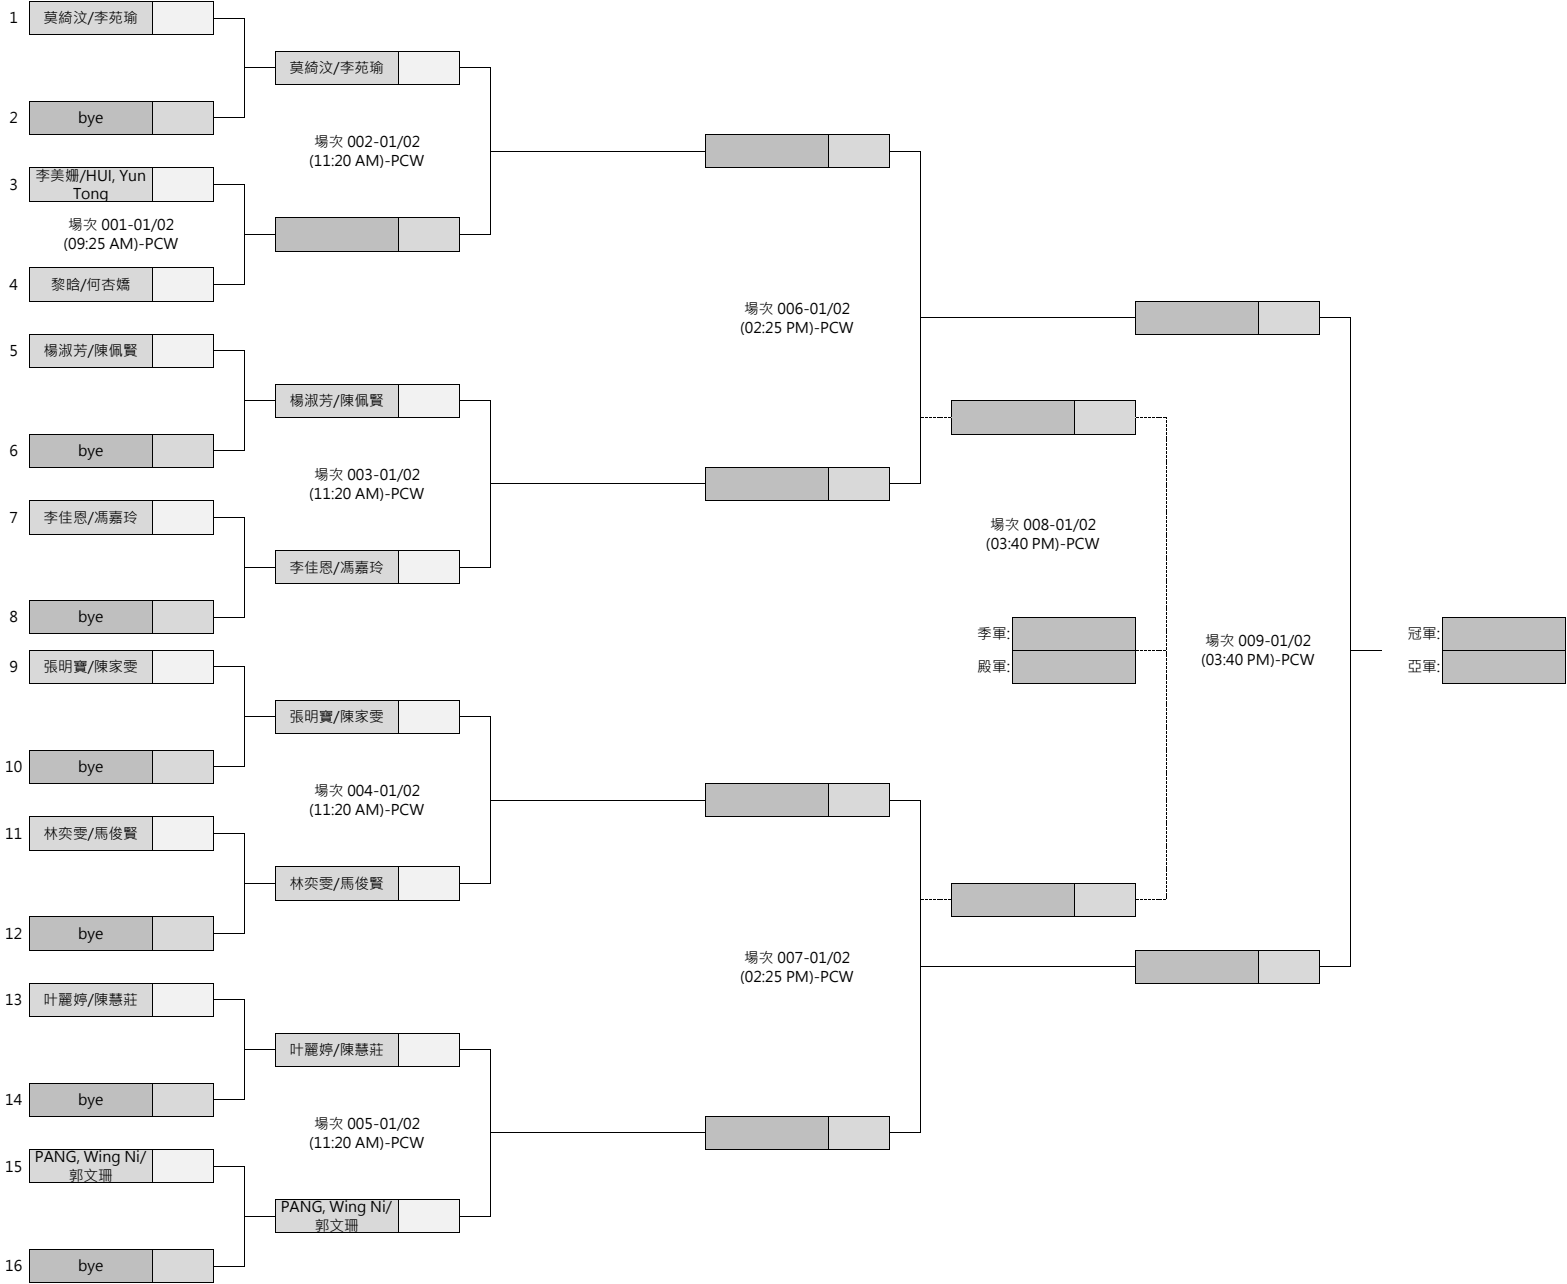 1
莫綺汶/李苑瑜
莫綺汶/李苑瑜
2
bye
場次 002-01/02
(11:20 AM)-PCW
3
李美姍/HUI, Yun
Tong
場次 001-01/02
(09:25 AM)-PCW
4
黎晗/何杏嬌
場次 006-01/02
(02:25 PM)-PCW
5
楊淑芳/陳佩賢
楊淑芳/陳佩賢
6
bye
場次 003-01/02
(11:20 AM)-PCW
7
李佳恩/馮嘉玲
李佳恩/馮嘉玲
8
bye
場次 008-01/02
(03:40 PM)-PCW
季軍:
殿軍:
場次 009-01/02
(03:40 PM)-PCW
冠軍:
亞軍:
9
張明寶/陳家雯
張明寶/陳家雯
10
bye
場次 004-01/02
(11:20 AM)-PCW
11
林奕雯/馬俊賢
林奕雯/馬俊賢
12
bye
場次 007-01/02
(02:25 PM)-PCW
13
叶麗婷/陳慧莊
叶麗婷/陳慧莊
14
bye
場次 005-01/02
(11:20 AM)-PCW
15
PANG, Wing Ni/
郭文珊
PANG, Wing Ni/
郭文珊
16
bye